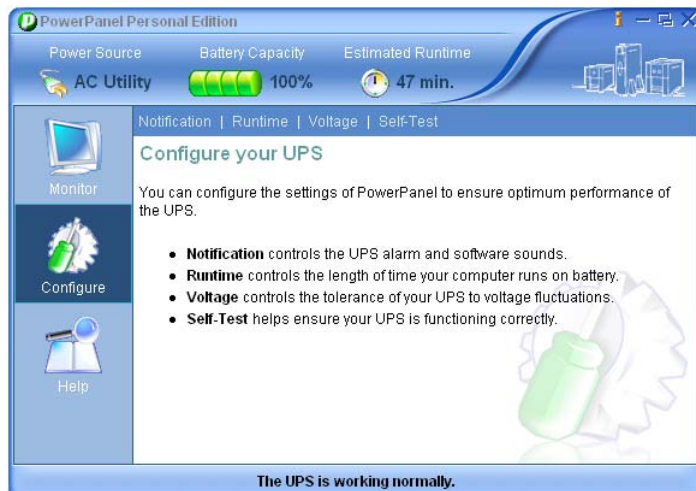 PowerPanel Personal Edition
Power Source
Battery Capacity
Estimated Runtime
AC Utility
100%
47 min.
Notification | Runtime | Voltage | Self-Test
Monitor
Configure
Help
Configure your UPS
You can configure the settings of PowerPanel to ensure optimum performance of
the UPS.
• Notification controls the UPS alarm and software sounds.
• Runtime controls the length of time your computer runs on battery.
• Voltage controls the tolerance of your UPS to voltage fluctuations.
• Self-Test helps ensure your UPS is functioning correctly.
The UPS is working normally.